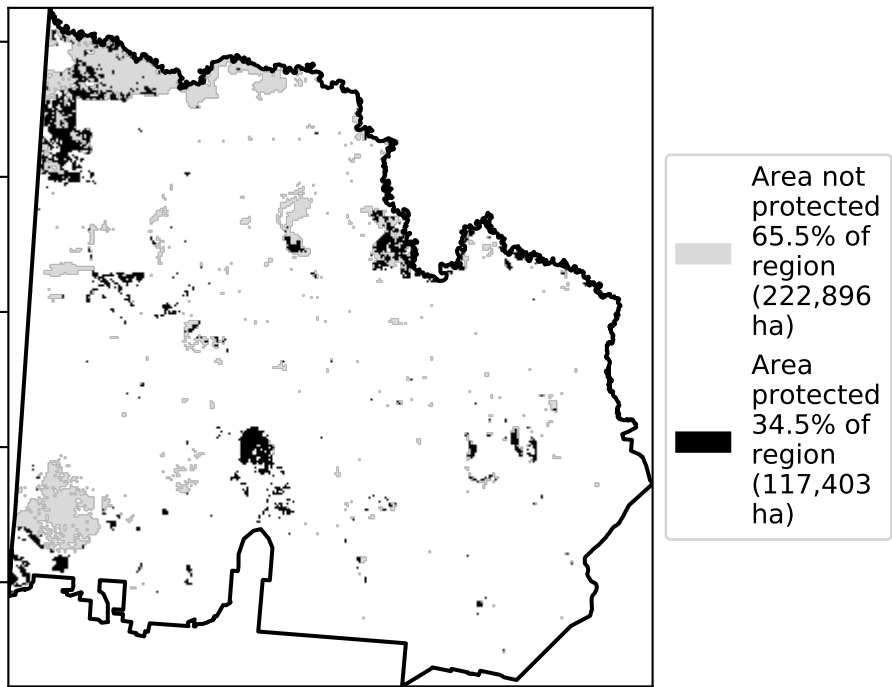 Area not
protected
65.5% of
region
(222,896
ha)
Area
protected
34.5% of
region
(117,403
ha)